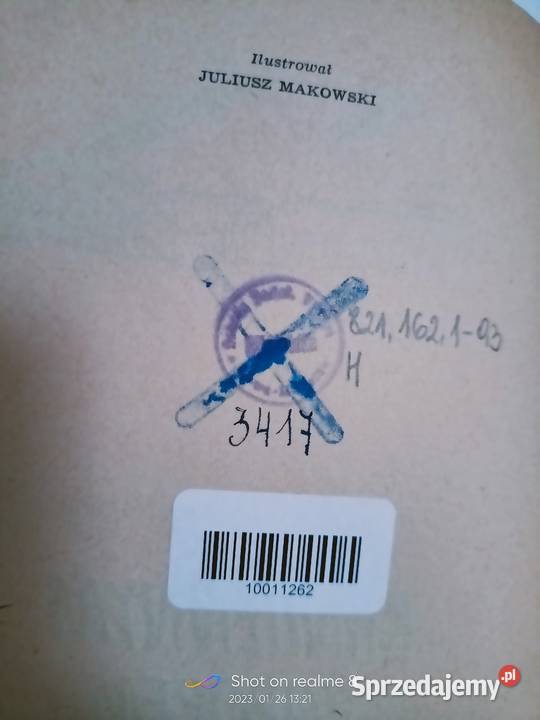 Ilustrował
JULIUSZ MAKOWSKI
821.162.1-93
H
3417
10011262
Shot on realme 8
2023/01/26 13:21
Sprzedajemy.pl